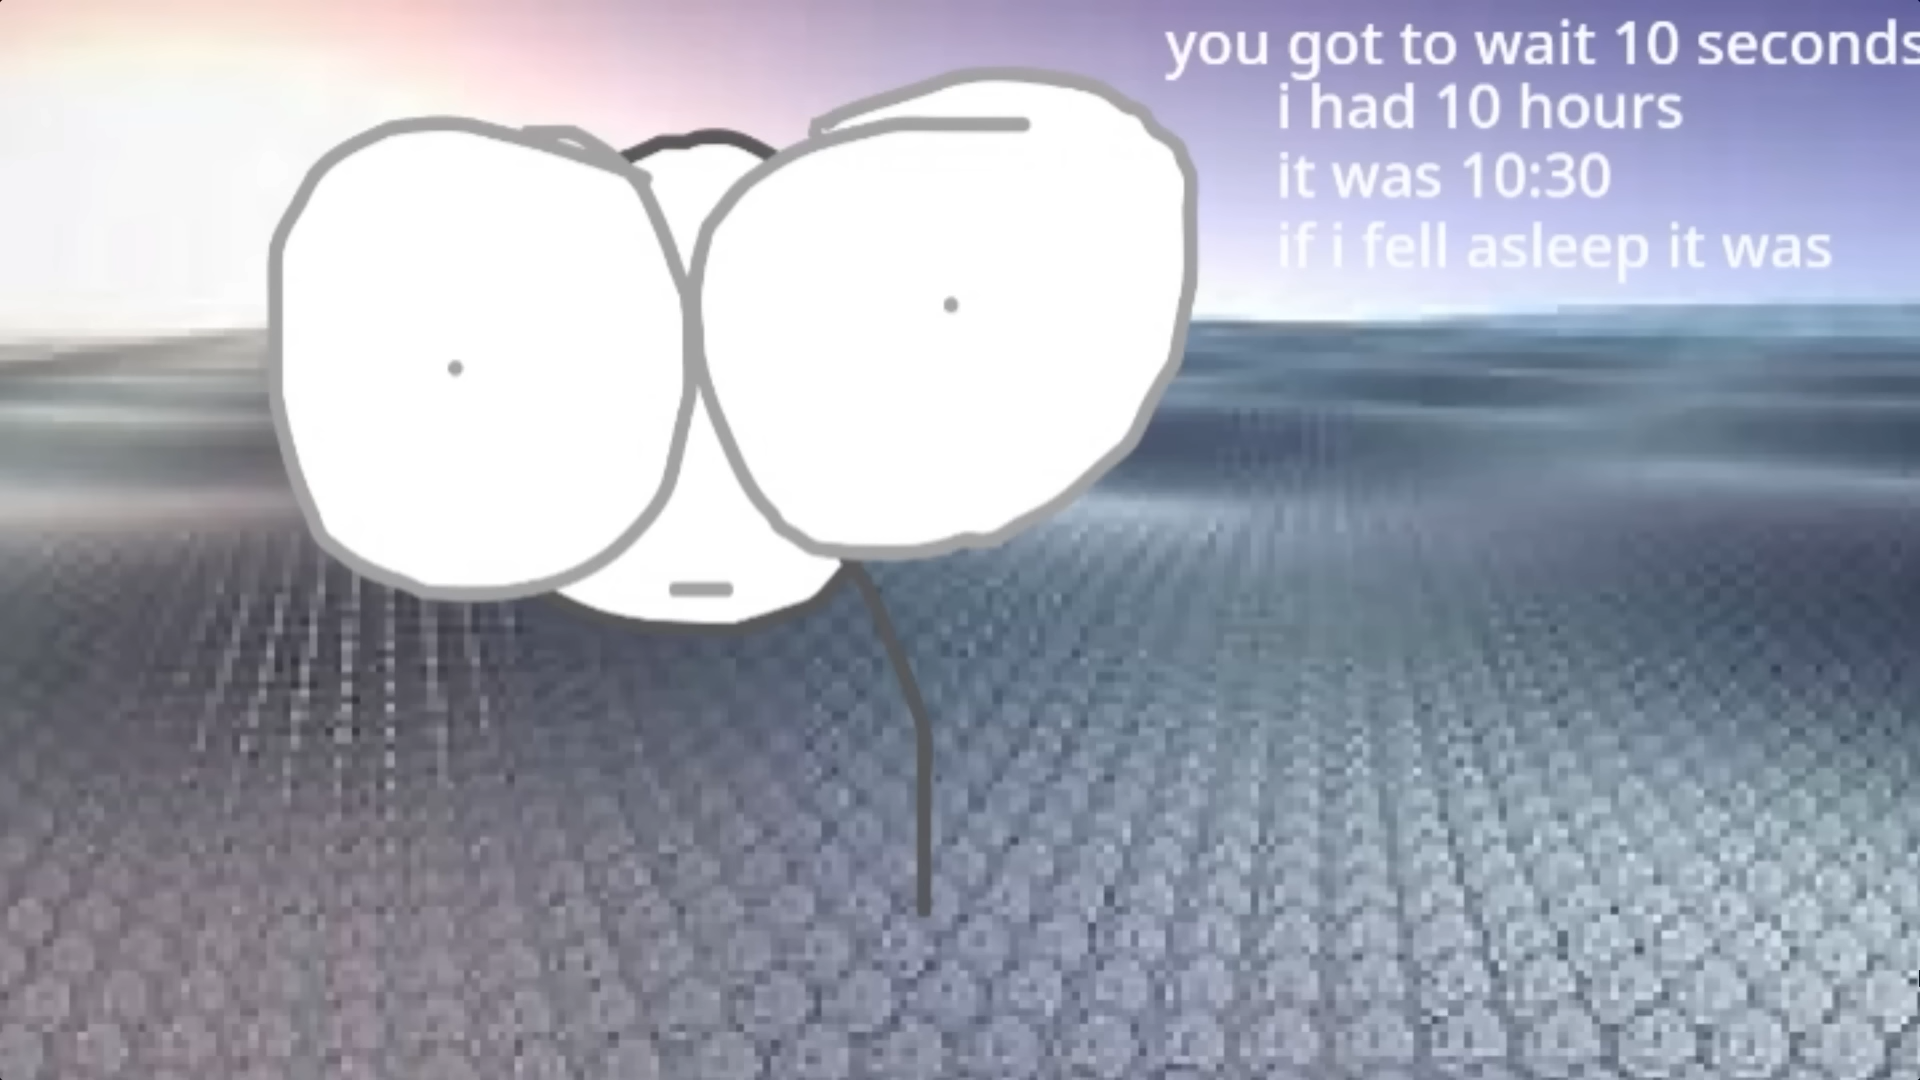 you got to wait 10 seconds
i had 10 hours
it was 10:30
if i fell asleep it was